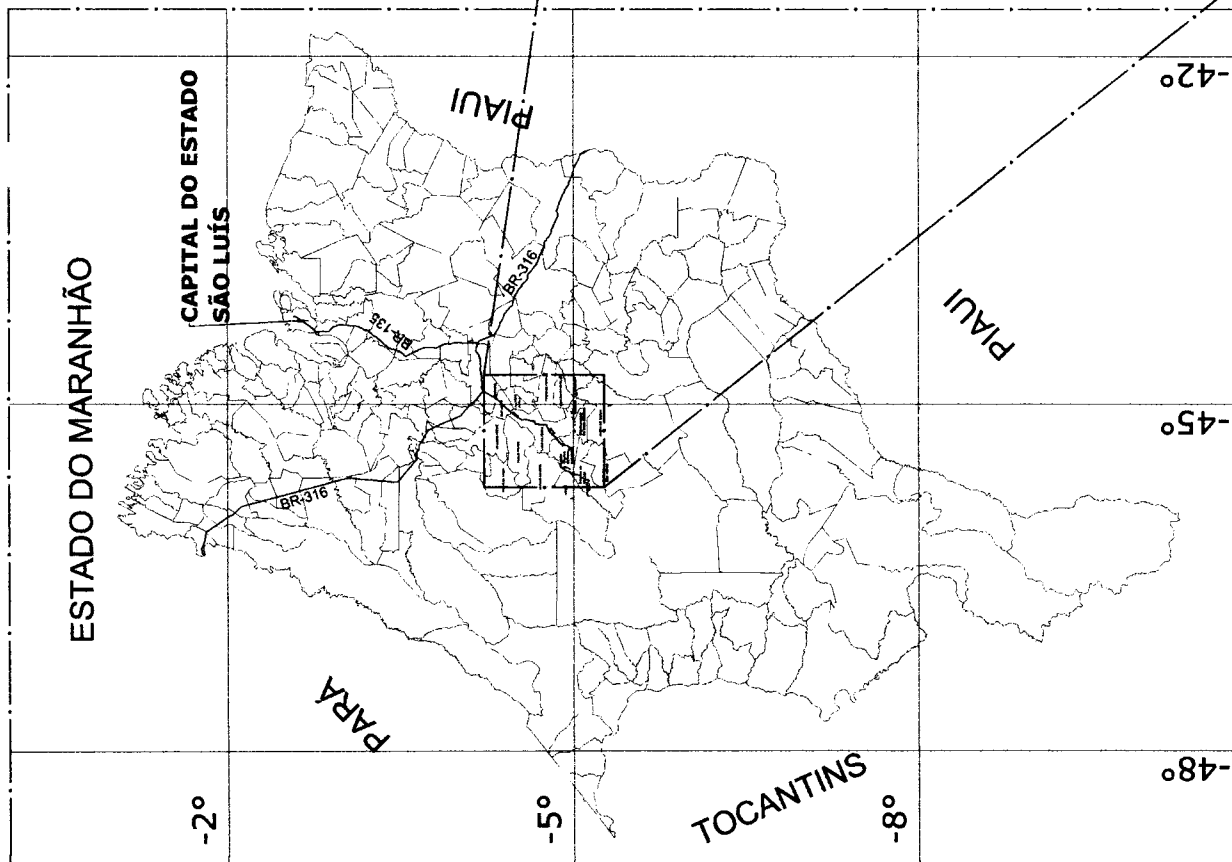 ESTADO DO MARANHÃO
CAPITAL DO ESTADO
SÃO LUÍS
-2°
BR-316
BR-135
PIAUI
PARÁ
BR-316
-5°
TOCANTINS
PIAUI
-8°
-48°
-45°
-42°